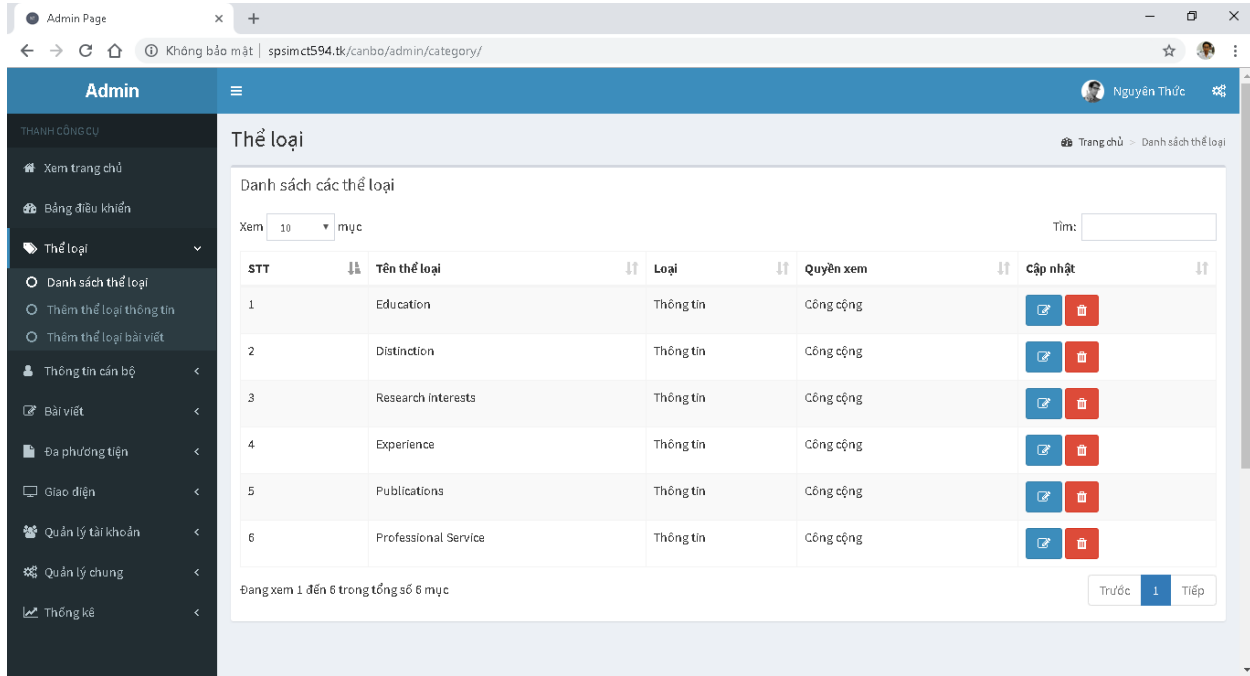 Admin Page
Không bảo mật | spsimct594.tk/canbo/admin/category/
Admin
Nguyên Thức
THANH CÔNG CỤ
Xem trang chủ
Bảng điều khiển
Thể loại
Danh sách thể loại
Thêm thể loại thông tin
Thêm thể loại bài viết
Thông tin cán bộ
Bài viết
Đa phương tiện
Giao diện
Quản lý tài khoản
Quản lý chung
Thống kê
Thể loại
Trang chủ > Danh sách thể loại
Danh sách các thể loại
Xem 10 mục
Tìm:
STT Tên thể loại Loại Quyền xem Cập nhật
1 Education Thông tin Công cộng
2 Distinction Thông tin Công cộng
3 Research interests Thông tin Công cộng
4 Experience Thông tin Công cộng
5 Publications Thông tin Công cộng
6 Professional Service Thông tin Công cộng
Đang xem 1 đến 6 trong tổng số 6 mục
Trước 1 Tiếp